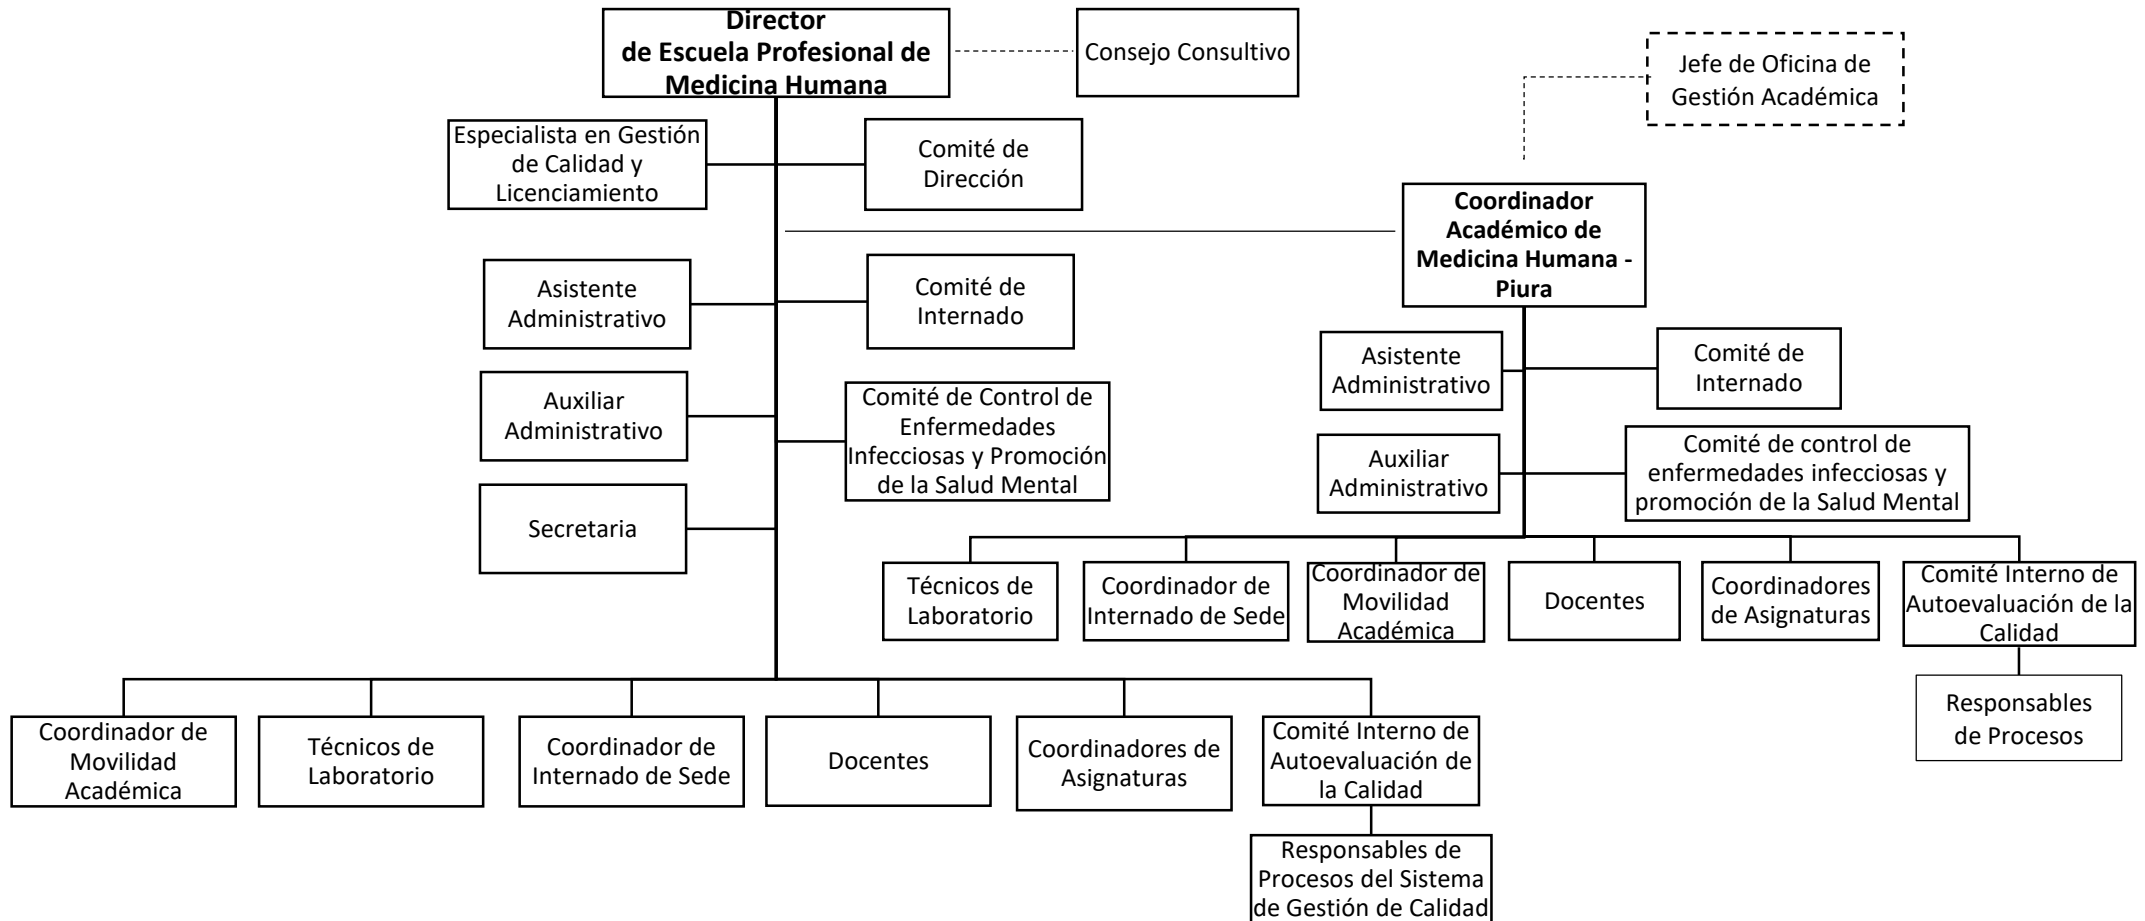 Director
de Escuela Profesional de
Medicina Humana
Consejo Consultivo
Jefe de Oficina de
Gestión Académica
Especialista en Gestión
de Calidad y
Licenciamiento
Comité de
Dirección
Coordinador
Académico de
Medicina Humana -
Piura
Asistente
Administrativo
Comité de
Internado
Asistente
Administrativo
Comité de
Internado
Auxiliar
Administrativo
Comité de Control de
Enfermedades
Infecciosas y Promoción
de la Salud Mental
Auxiliar
Administrativo
Comité de control de
enfermedades infecciosas y
promoción de la Salud Mental
Secretaria
Técnicos de
Laboratorio
Coordinador de
Internado de Sede
Coordinador de
Movilidad
Académica
Docentes
Coordinadores
de Asignaturas
Comité Interno de
Autoevaluación de la
Calidad
Responsables
de Procesos
Coordinador de
Movilidad
Académica
Técnicos de
Laboratorio
Coordinador de
Internado de Sede
Docentes
Coordinadores de
Asignaturas
Comité Interno de
Autoevaluación de
la Calidad
Responsables de
Procesos del Sistema
de Gestión de Calidad